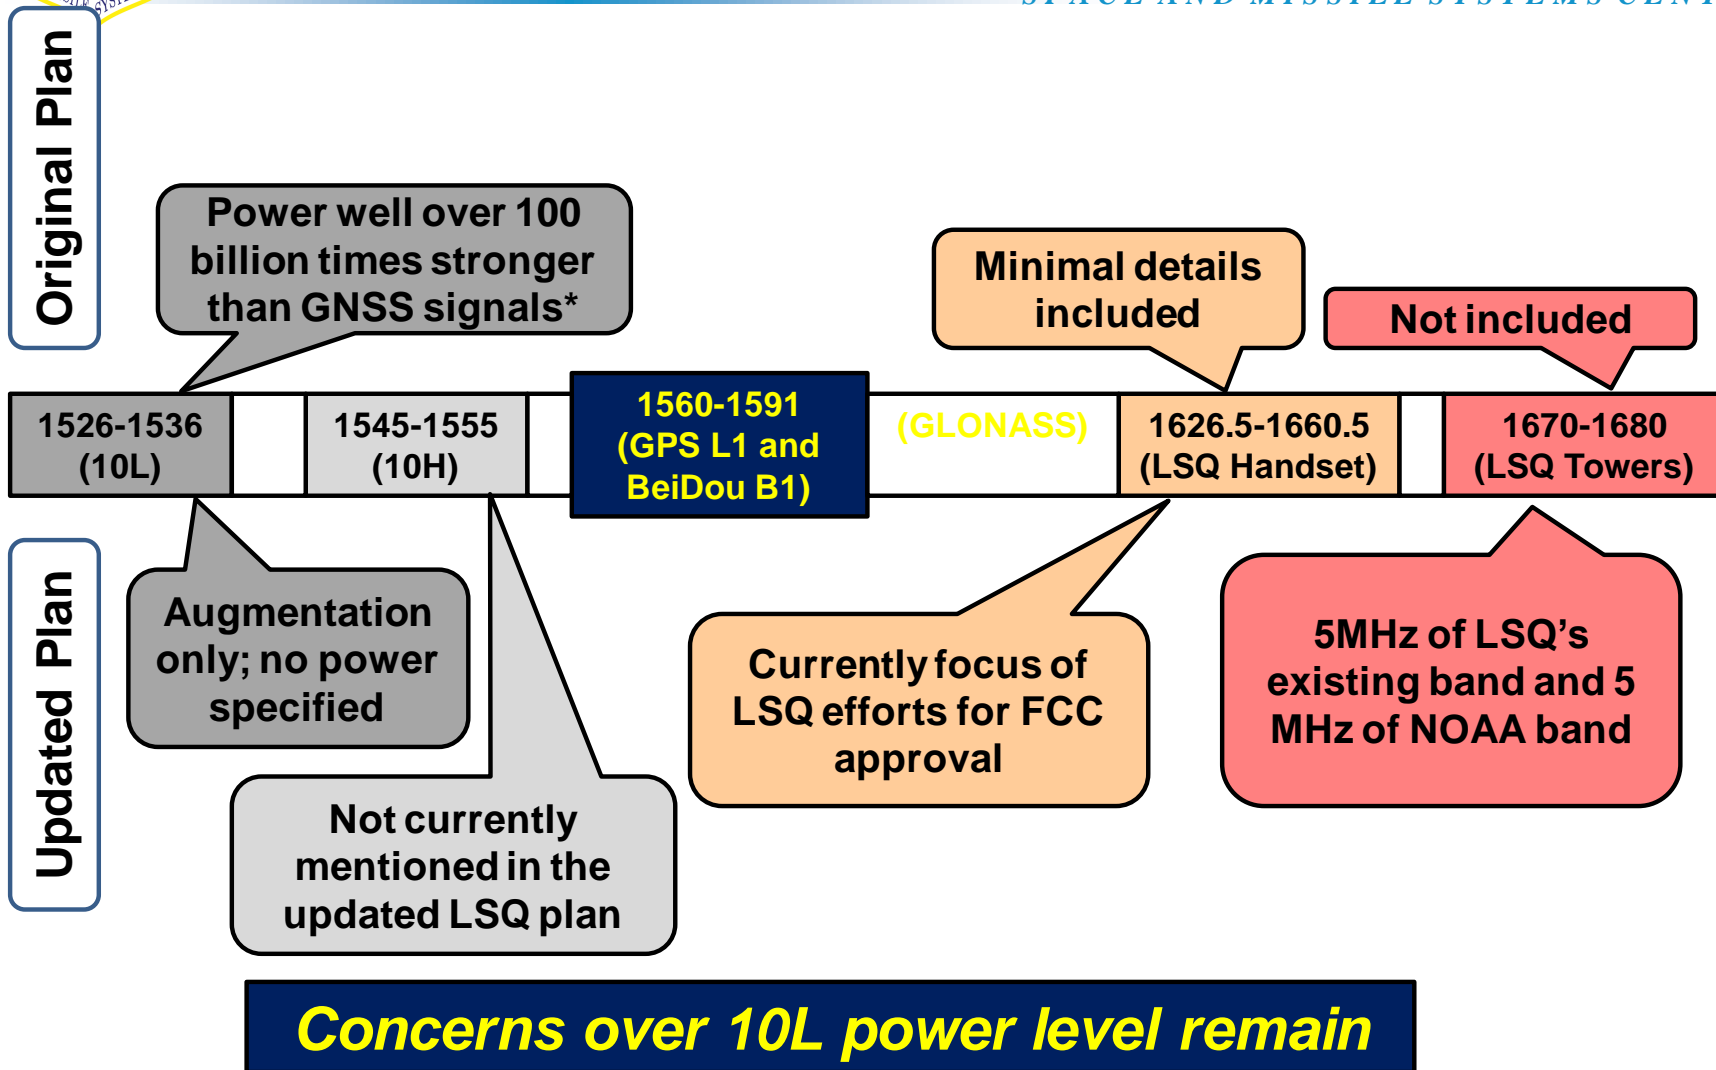 SPACE AND MISSILE SYSTEMS
Original Plan
Power well over 100
billion times stronger
than GNSS signals*
Minimal details
included
Not included
1526-1536
(10L)
1545-1555
(10H)
1560-1591
(GPS L1 and
BeiDou B1)
(GLONASS)
1626.5-1660.5
(LSQ Handset)
1670-1680
(LSQ Towers)
Updated Plan
Augmentation
only; no power
specified
Not currently
mentioned in the
updated LSQ plan
Currently focus of
LSQ efforts for FCC
approval
5MHz of LSQ’s
existing band and 5
MHz of NOAA band
Concerns over 10L power level remain